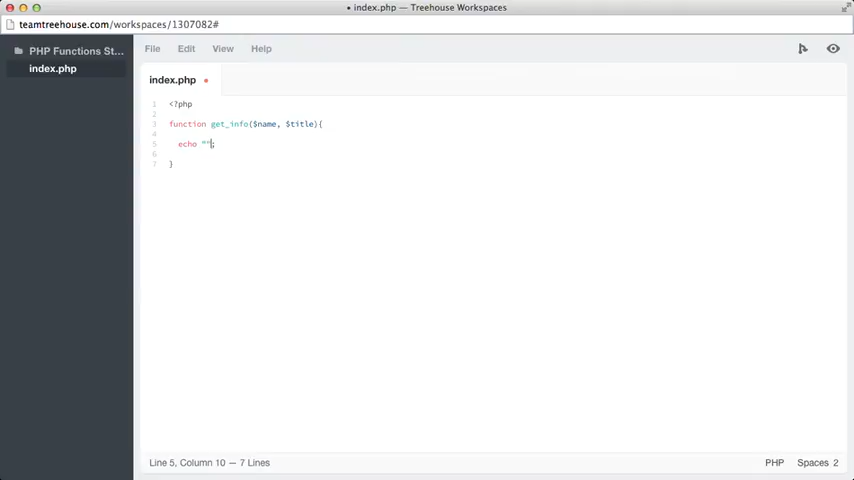 • index.php — Treehouse Workspaces
teamtreehouse.com/workspaces/1307082#
PHP Functions St...
index.php
File Edit View Help
index.php
1 <?php
2
3 function get_info($name, $title){
4
5 echo "";
6
7 }
Line 5, Column 10 — 7 Lines
PHP Spaces 2